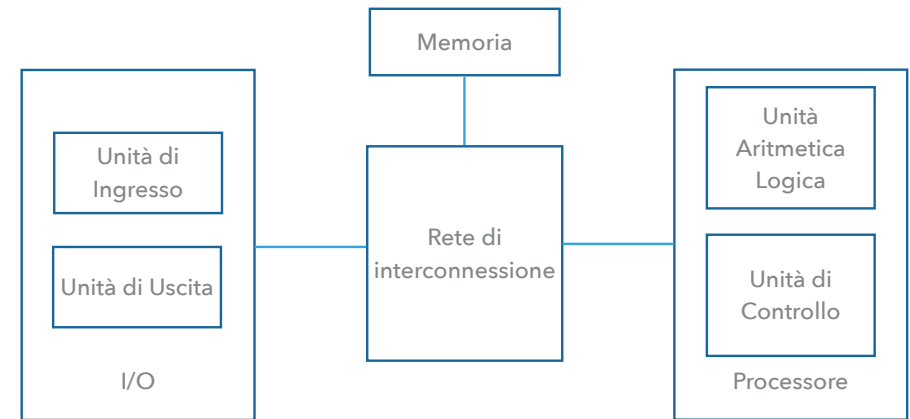 Memoria
Unità di
Ingresso
Unità di Uscita
I/O
Rete di
interconnessione
Unità
Aritmetica
Logica
Unità di
Controllo
Processore